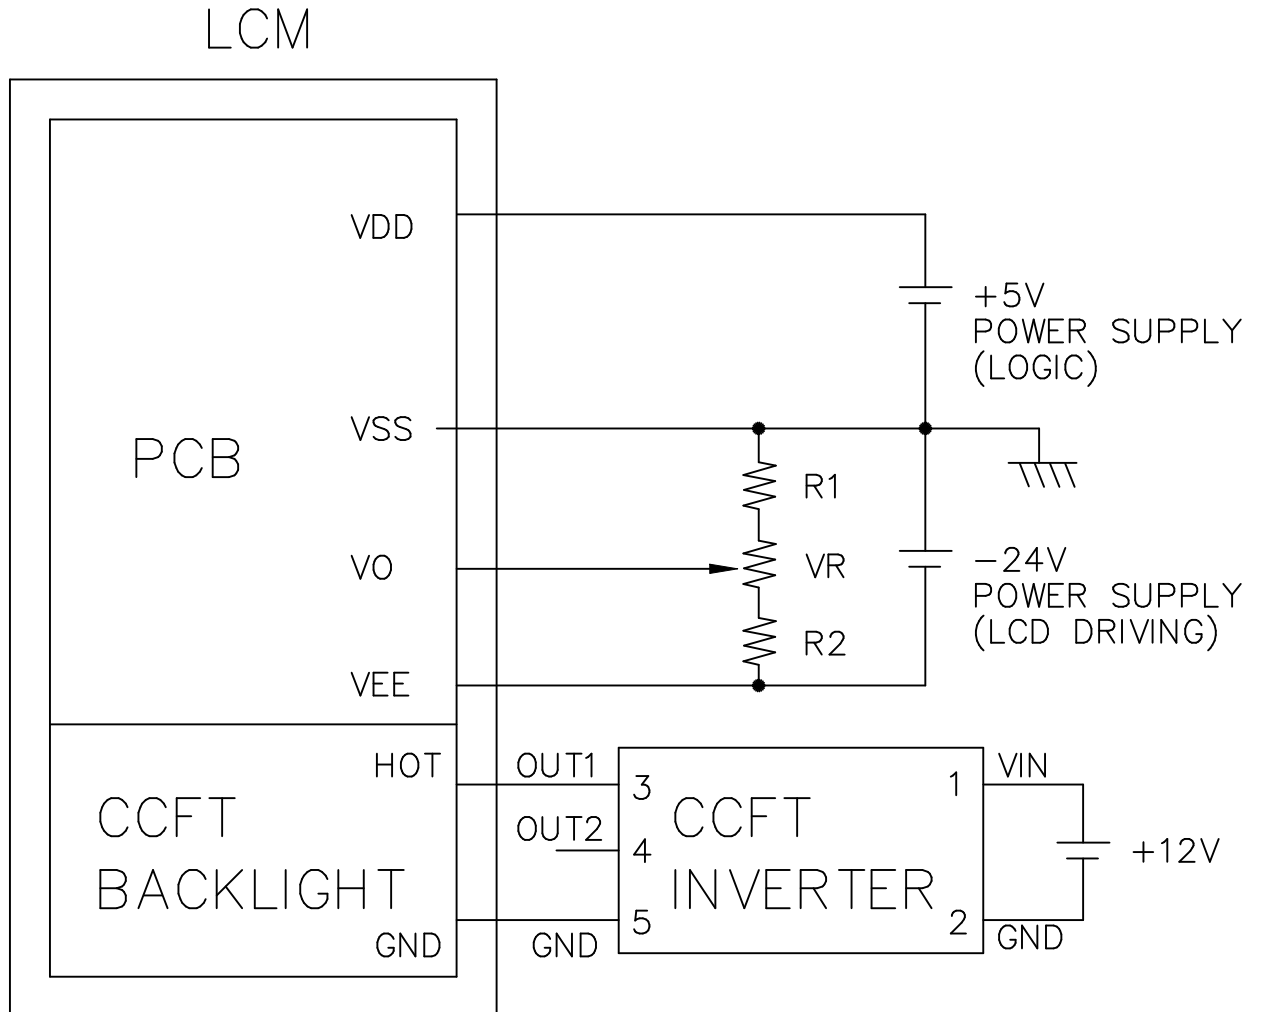 LCM
VDD
+5V
POWER SUPPLY
(LOGIC)
VSS
PCB
R1
VO
VR
-24V
POWER SUPPLY
(LCD DRIVING)
R2
VEE
HOT
OUT1
3
1
VIN
CCFT
BACKLIGHT
OUT2
4
CCFT
INVERTER
+12V
GND
GND
5
2
GND